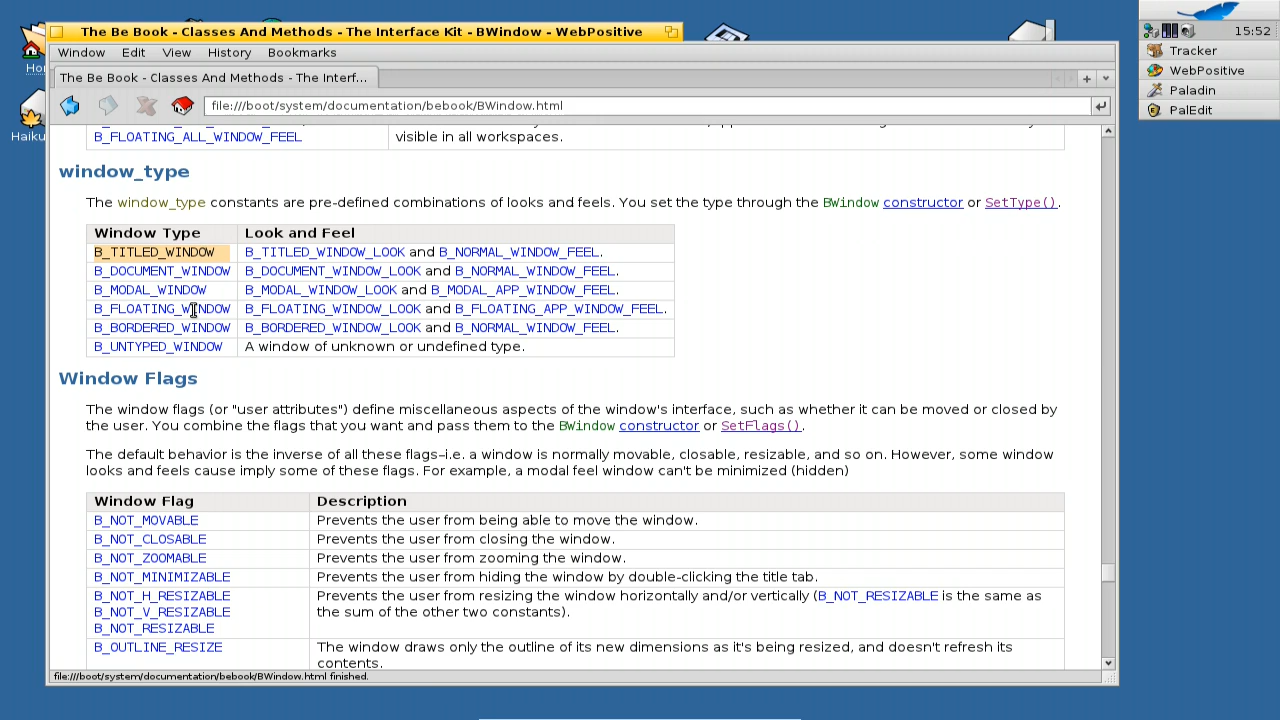 The Be Book - Classes And Methods - The Interface Kit - BWindow - WebPositive
Window Edit View History Bookmarks
The Be Book - Classes And Methods - The Interf...
file:///boot/system/documentation/bebook/BWindow.html
15:52
Tracker
WebPositive
Paladin
PalEdit
B_FLOATING_ALL_WINDOW_FEEL visible in all workspaces.
window_type
The window_type constants are pre-defined combinations of looks and feels. You set the type through the BWindow constructor or SetType().
Window Type Look and Feel
B_TITLED_WINDOW B_TITLED_WINDOW_LOOK and B_NORMAL_WINDOW_FEEL.
B_DOCUMENT_WINDOW B_DOCUMENT_WINDOW_LOOK and B_NORMAL_WINDOW_FEEL.
B_MODAL_WINDOW B_MODAL_WINDOW_LOOK and B_MODAL_APP_WINDOW_FEEL.
B_FLOATING_WINDOW B_FLOATING_WINDOW_LOOK and B_FLOATING_APP_WINDOW_FEEL.
B_BORDERED_WINDOW B_BORDERED_WINDOW_LOOK and B_NORMAL_WINDOW_FEEL.
B_UNTYPED_WINDOW A window of unknown or undefined type.
Window Flags
The window flags (or "user attributes") define miscellaneous aspects of the window's interface, such as whether it can be moved or closed by
the user. You combine the flags that you want and pass them to the BWindow constructor or SetFlags().
The default behavior is the inverse of all these flags—i.e. a window is normally movable, closable, resizable, and so on. However, some window
looks and feels cause imply some of these flags. For example, a modal feel window can't be minimized (hidden)
Window Flag Description
B_NOT_MOVABLE Prevents the user from being able to move the window.
B_NOT_CLOSABLE Prevents the user from closing the window.
B_NOT_ZOOMABLE Prevents the user from zooming the window.
B_NOT_MINIMIZABLE Prevents the user from hiding the window by double-clicking the title tab.
B_NOT_H_RESIZABLE Prevents the user from resizing the window horizontally and/or vertically (B_NOT_RESIZABLE is the same as
B_NOT_V_RESIZABLE the sum of the other two constants).
B_NOT_RESIZABLE
B_OUTLINE_RESIZE The window draws only the outline of its new dimensions as it's being resized, and doesn't refresh its
contents.
file:///boot/system/documentation/bebook/BWindow.html finished.